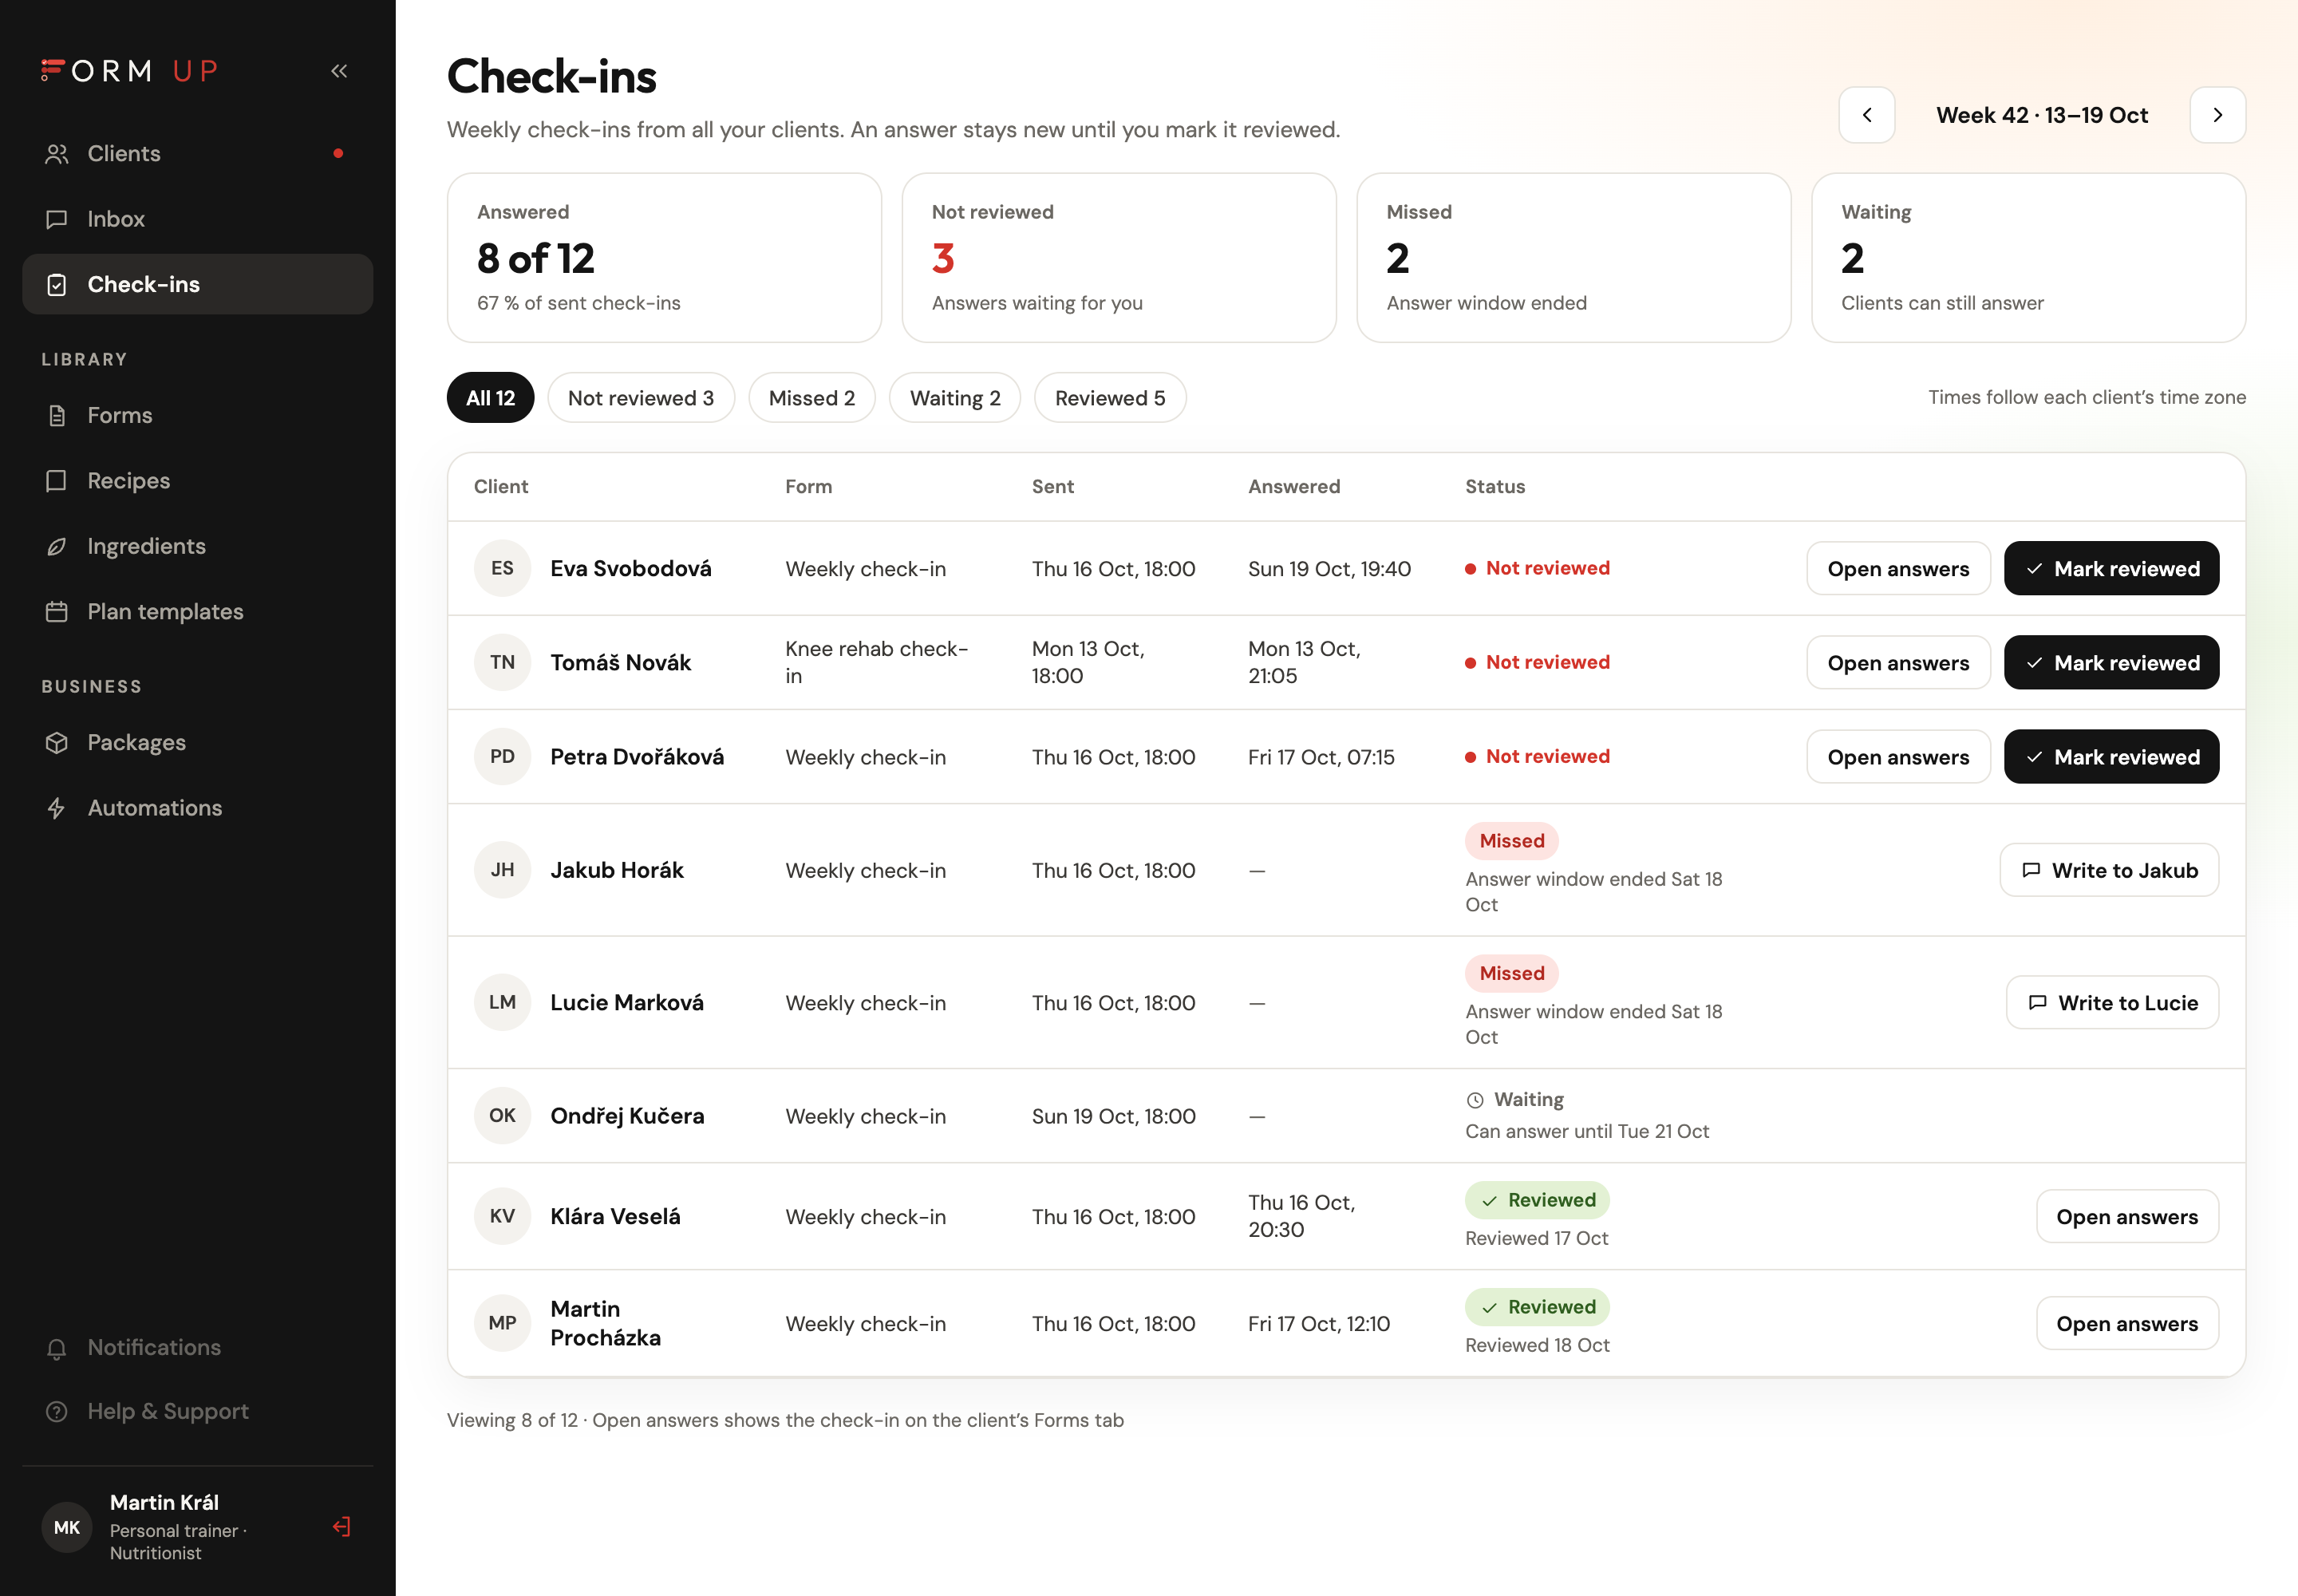 FORM UP
Clients
Inbox
Check-ins
LIBRARY
Forms
Recipes
Ingredients
Plan templates
BUSINESS
Packages
Automations
Notifications
Help & Support
MK
Martin Král
Personal trainer ·
Nutritionist
Check-ins
Weekly check-ins from all your clients. An answer stays new until you mark it reviewed.
Week 42 · 13–19 Oct
Answered
8 of 12
67 % of sent check-ins
Not reviewed
3
Answers waiting for you
Missed
2
Answer window ended
Waiting
2
Clients can still answer
All 12
Not reviewed 3
Missed 2
Waiting 2
Reviewed 5
Times follow each client’s time zone
Client Form Sent Answered Status
ES Eva Svobodová Weekly check-in Thu 16 Oct, 18:00 Sun 19 Oct, 19:40 Not reviewed Open answers Mark reviewed
TN Tomáš Novák
Knee rehab check-
in
Mon 13 Oct,
18:00
Mon 13 Oct,
21:05
Not reviewed Open answers Mark reviewed
PD Petra Dvořáková Weekly check-in Thu 16 Oct, 18:00 Fri 17 Oct, 07:15 Not reviewed Open answers Mark reviewed
JH Jakub Horák Weekly check-in Thu 16 Oct, 18:00 —
Missed
Answer window ended Sat 18
Oct
Write to Jakub
LM Lucie Marková Weekly check-in Thu 16 Oct, 18:00 —
Missed
Answer window ended Sat 18
Oct
Write to Lucie
OK Ondřej Kučera Weekly check-in Sun 19 Oct, 18:00 —
Waiting
Can answer until Tue 21 Oct
KV Klára Veselá Weekly check-in Thu 16 Oct, 18:00
Thu 16 Oct,
20:30
Reviewed
Reviewed 17 Oct
Open answers
MP
Martin
Procházka
Weekly check-in Thu 16 Oct, 18:00 Fri 17 Oct, 12:10
Reviewed
Reviewed 18 Oct
Open answers
Viewing 8 of 12 · Open answers shows the check-in on the client’s Forms tab